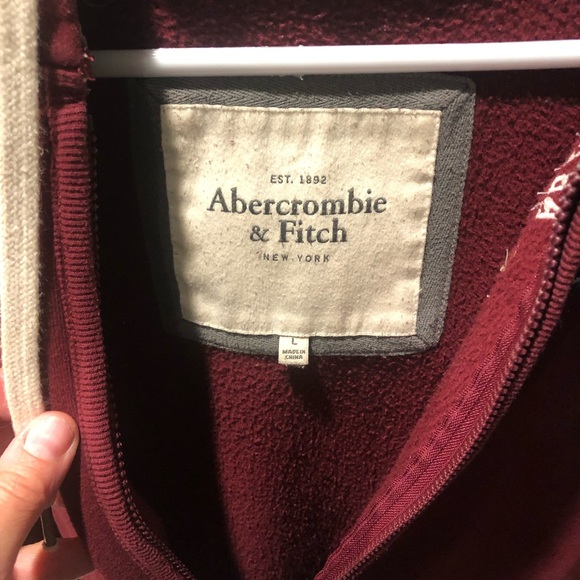 EST. 1892
Abercrombie
& Fitch
NEW YORK
L
MADE IN
CHINA